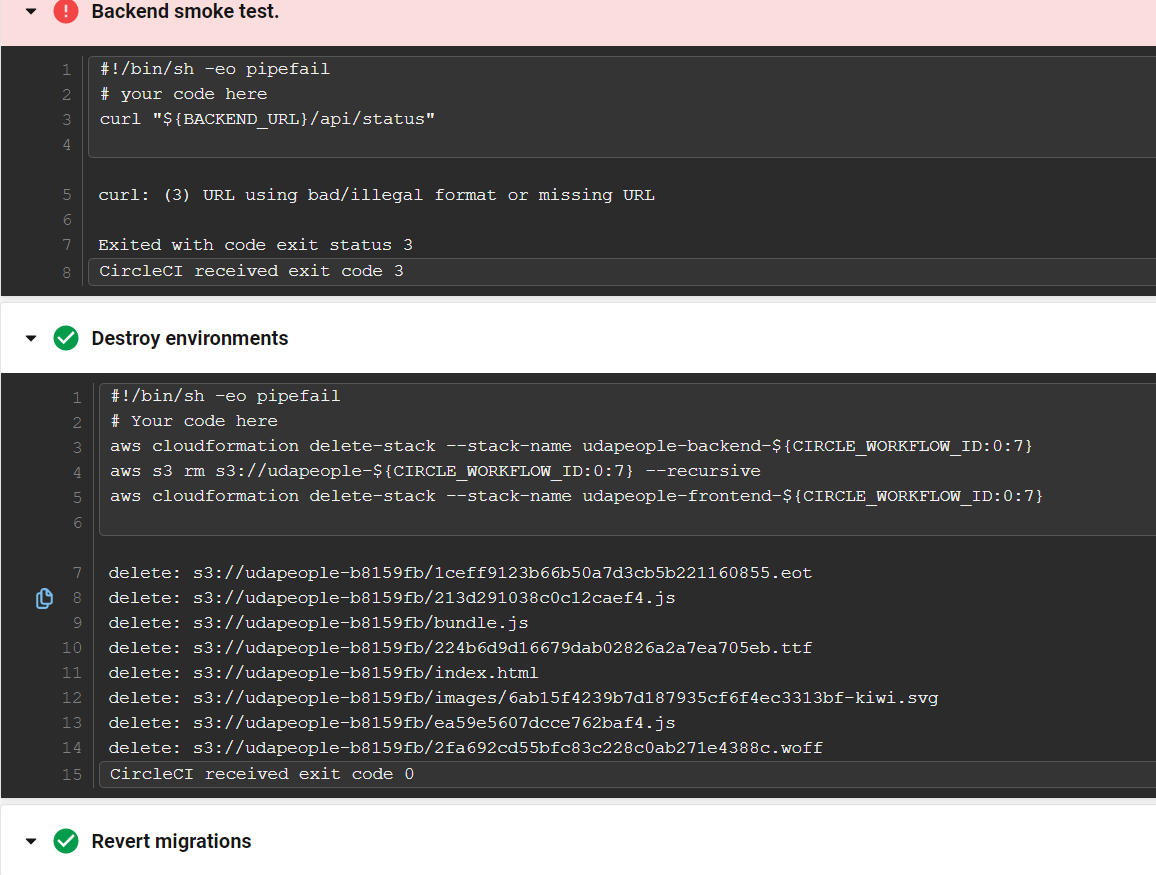 Backend smoke test.
1 #!/bin/sh -eo pipefail
2 # your code here
3 curl "${BACKEND_URL}/api/status"
4
5 curl: (3) URL using bad/illegal format or missing URL
6
7 Exited with code exit status 3
8 CircleCI received exit code 3
Destroy environments
1 #!/bin/sh -eo pipefail
2 # Your code here
3 aws cloudformation delete-stack --stack-name udapeople-backend-${CIRCLE_WORKFLOW_ID:0:7}
4 aws s3 rm s3://udapeople-${CIRCLE_WORKFLOW_ID:0:7} --recursive
5 aws cloudformation delete-stack --stack-name udapeople-frontend-${CIRCLE_WORKFLOW_ID:0:7}
6
7 delete: s3://udapeople-b8159fb/1ceff9123b66b50a7d3cb5b221160855.eot
8 delete: s3://udapeople-b8159fb/213d291038c0c12caef4.js
9 delete: s3://udapeople-b8159fb/bundle.js
10 delete: s3://udapeople-b8159fb/224b6d9d16679dab02826a2a7ea705eb.ttf
11 delete: s3://udapeople-b8159fb/index.html
12 delete: s3://udapeople-b8159fb/images/6ab15f4239b7d187935cf6f4ec3313bf-kiwi.svg
13 delete: s3://udapeople-b8159fb/ea59e5607dcce762baf4.js
14 delete: s3://udapeople-b8159fb/2fa692cd55bfc83c228c0ab271e4388c.woff
15 CircleCI received exit code 0
Revert migrations